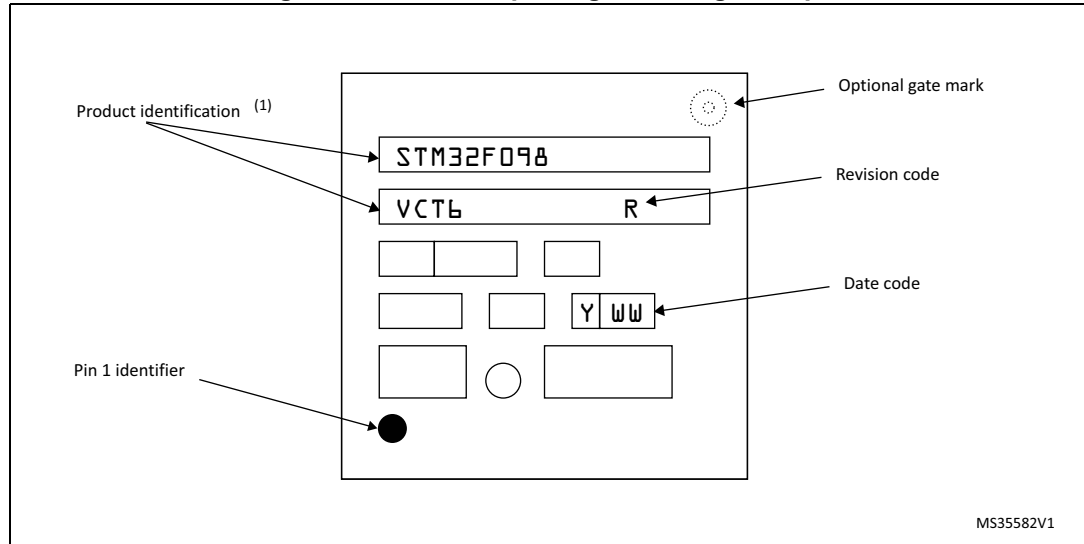 Optional gate mark
Product identification (1)
STM32F098
Revision code
VCT6 R
Date code
Y WW
Pin 1 identifier
MS35582V1